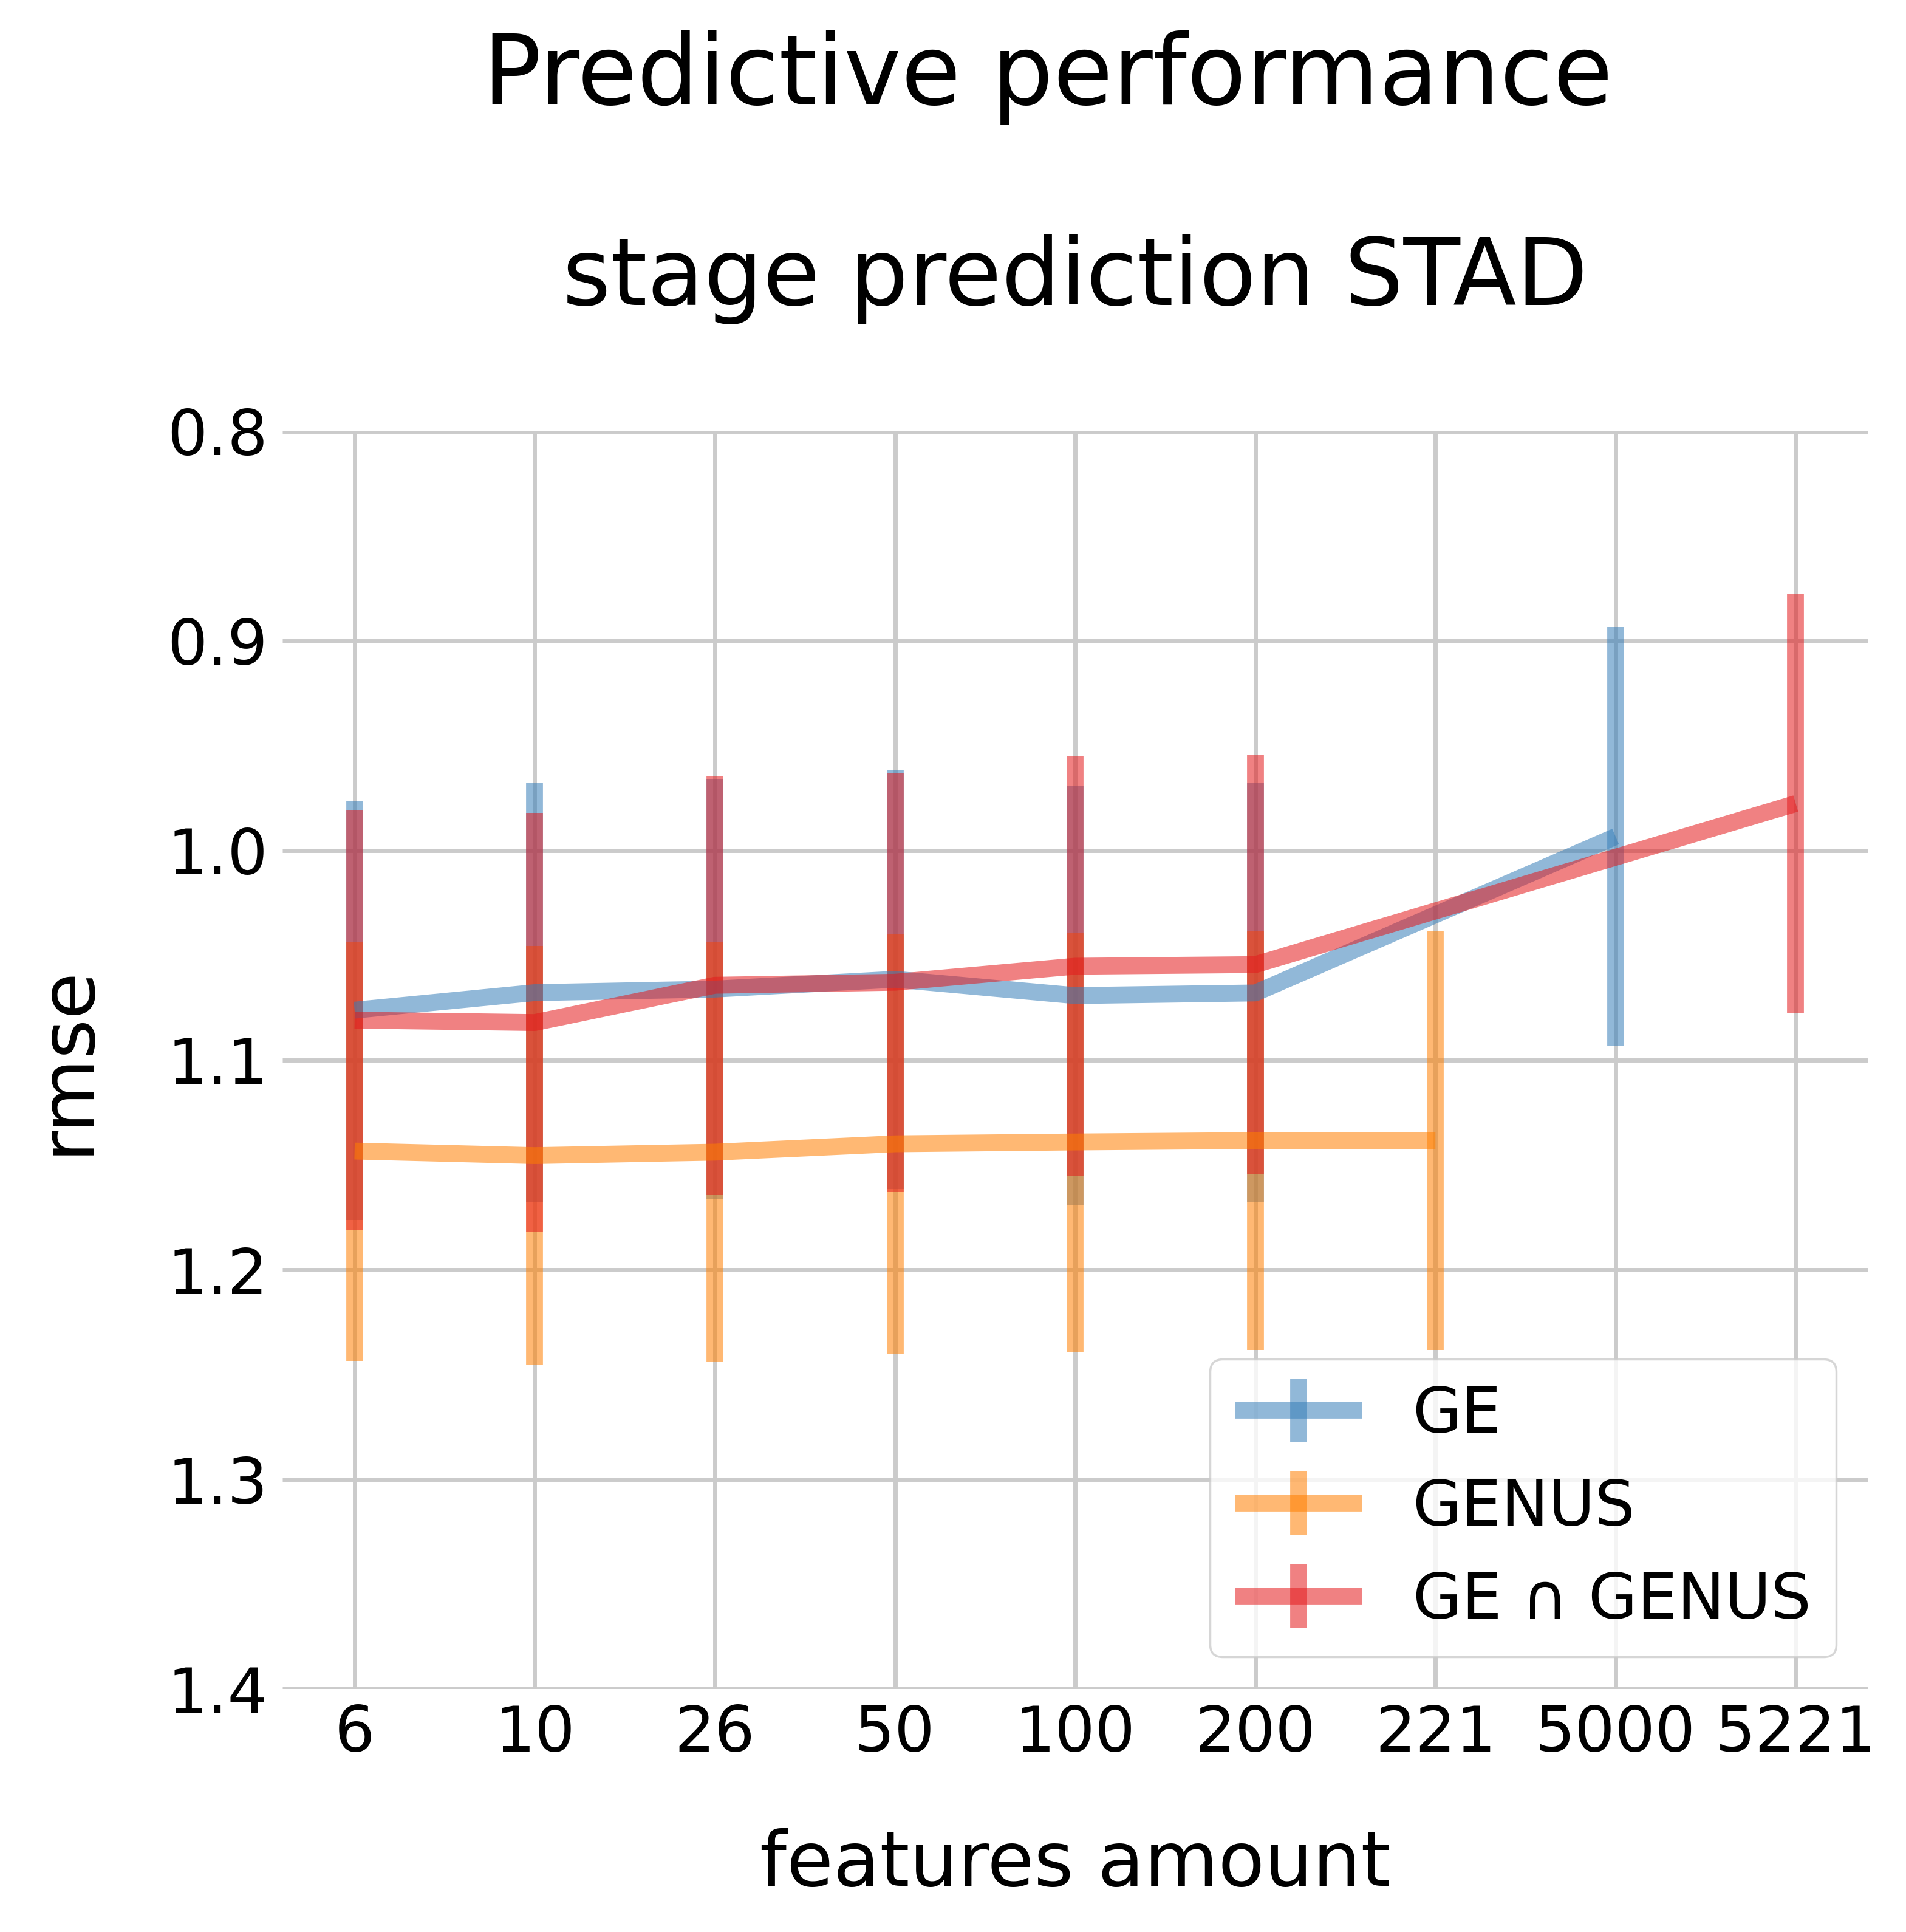 Predictive performance
stage prediction STAD
0.8
0.9
1.0
1.1
1.2
1.3
1.4
rmse
GE
GENUS
GE ∩ GENUS
6 10 26 50 100 200 221 5000 5221
features amount